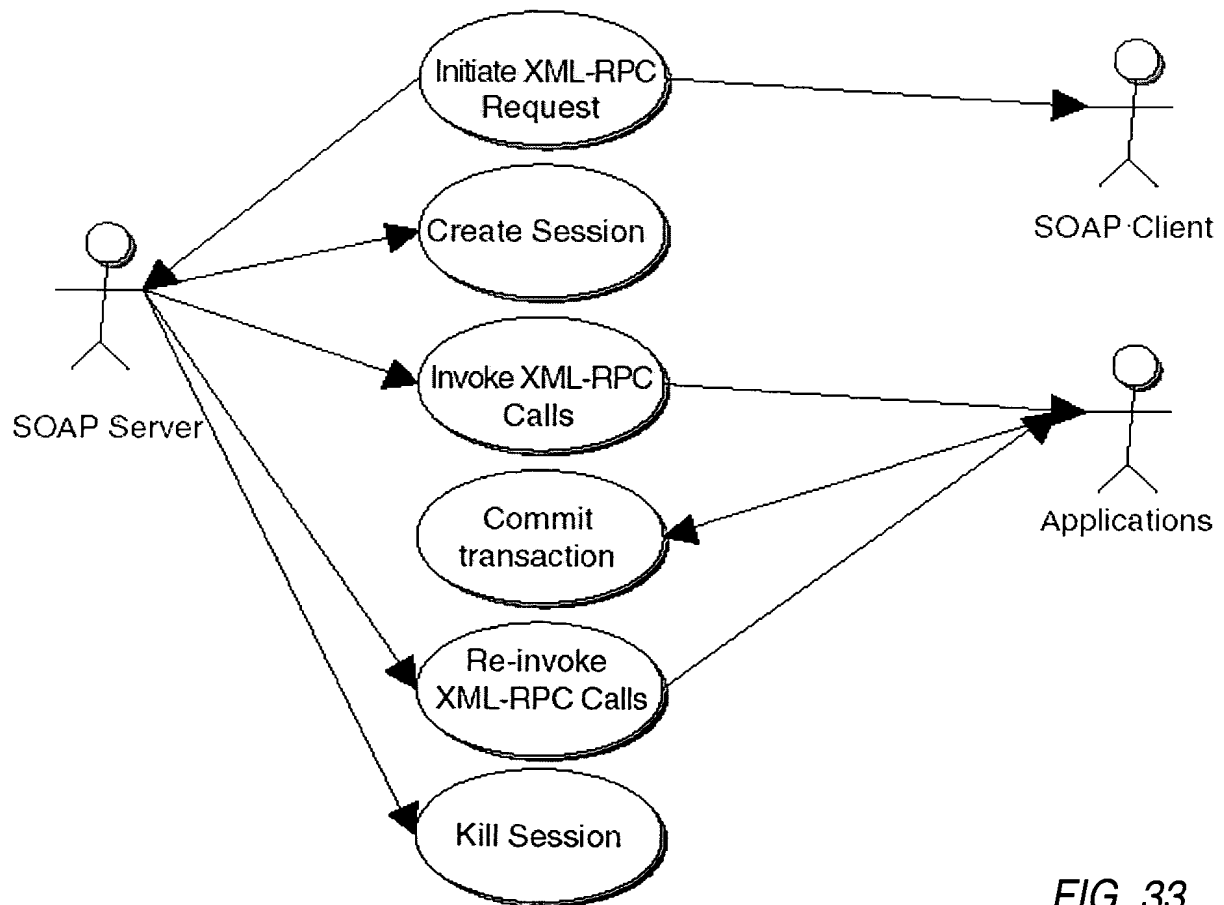 Initiate XML-RPC
Request
SOAP Client
Create Session
SOAP Server
Invoke XML-RPC
Calls
Applications
Commit
transaction
Re-invoke
XML-RPC Calls
Kill Session
FIG. 33